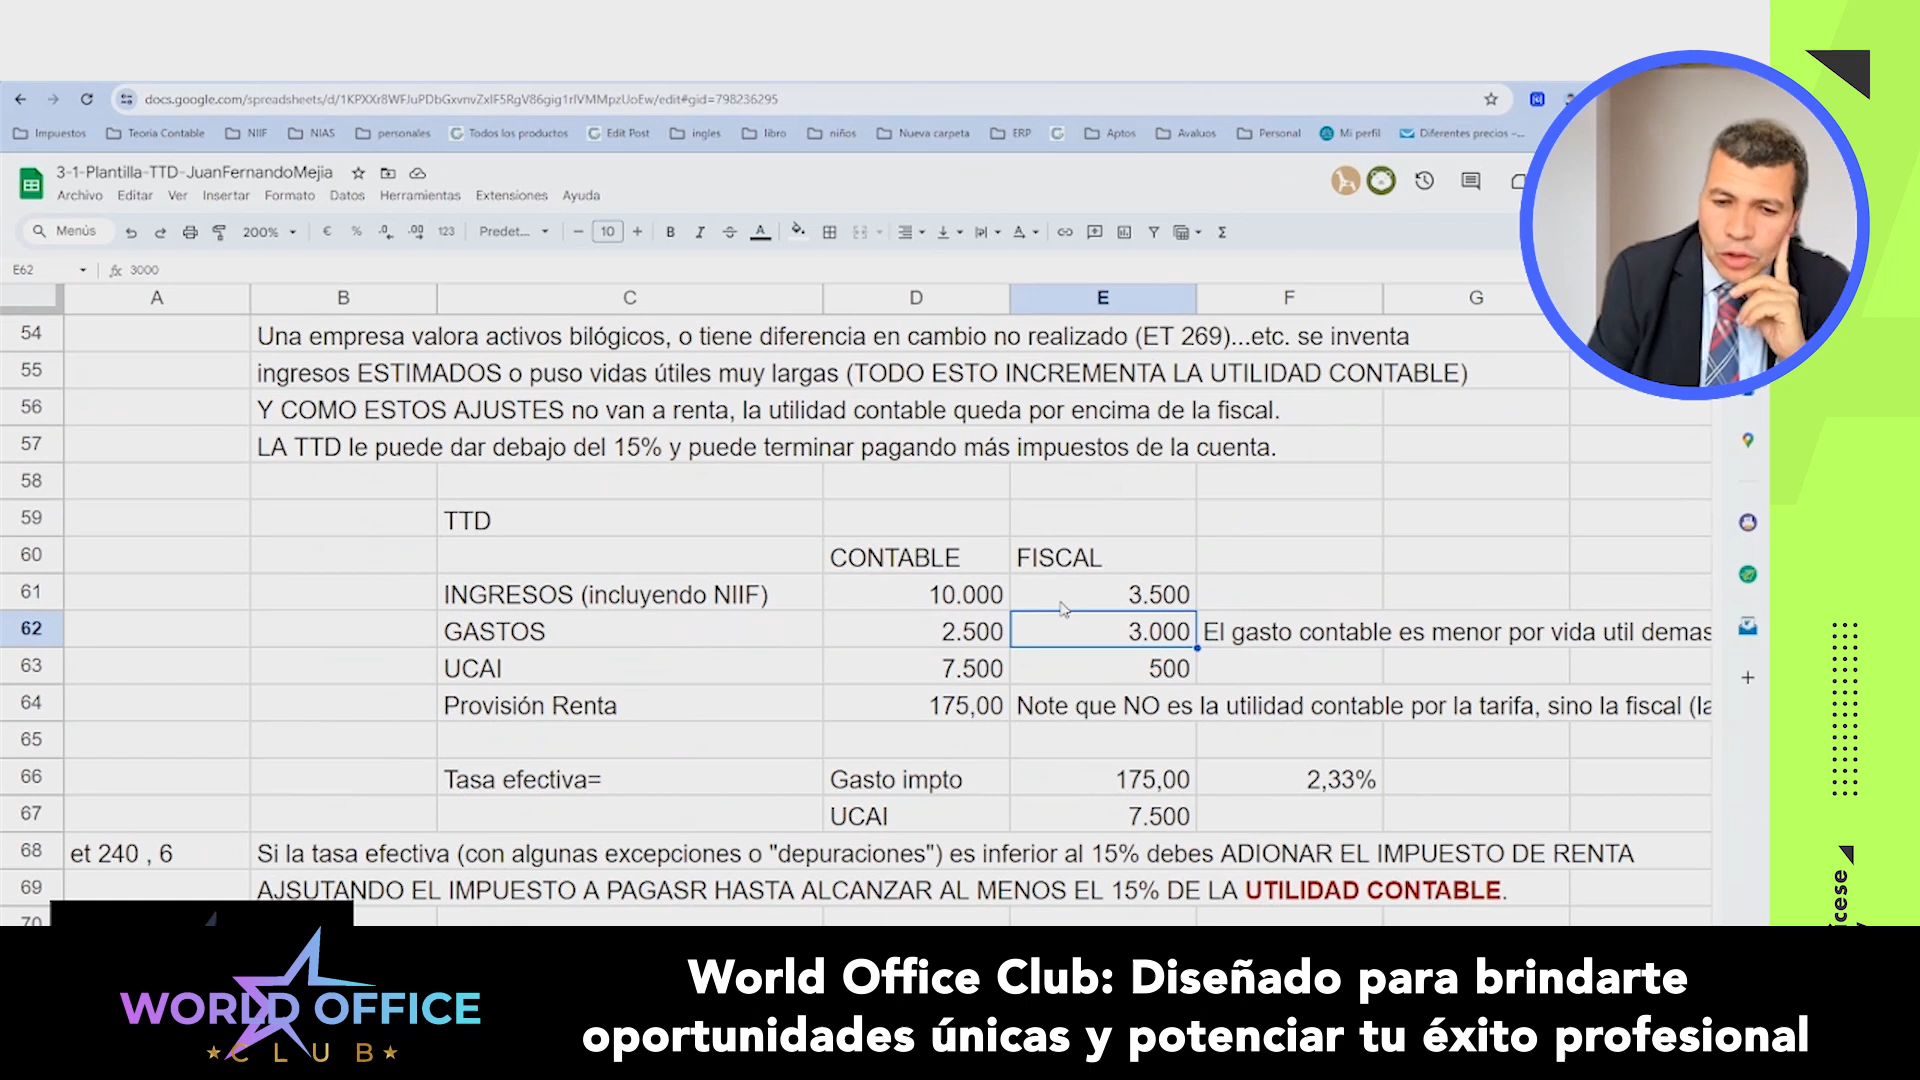 docs.google.com/spreadsheets/d/1KPXXr8WFJuPDbGxvnvZxIF5RgV86gig1rIVMMpzUoEw/edit#gid=798236295
Impuestos Teoria Contable NIIF NIAS personales Todos los productos Edit Post ingles libro niños Nueva carpeta ERP Aptos Avaluos Personal Mi perfil Diferentes precios -...
3-1-Plantilla-TTD-JuanFernandoMejia
Archivo Editar Ver Insertar Formato Datos Herramientas Extensiones Ayuda
Menús 200% € % .0 .00 123 Predet... − 10 + B I A Σ
E62 fx 3000
A B C D E F G
54 Una empresa valora activos bilógicos, o tiene diferencia en cambio no realizado (ET 269)...etc. se inventa
55 ingresos ESTIMADOS o puso vidas útiles muy largas (TODO ESTO INCREMENTA LA UTILIDAD CONTABLE)
56 Y COMO ESTOS AJUSTES no van a renta, la utilidad contable queda por encima de la fiscal.
57 LA TTD le puede dar debajo del 15% y puede terminar pagando más impuestos de la cuenta.
58
59 TTD
60 CONTABLE FISCAL
61 INGRESOS (incluyendo NIIF) 10.000 3.500
62 GASTOS 2.500 3.000 El gasto contable es menor por vida util demas
63 UCAI 7.500 500
64 Provisión Renta 175,00 Note que NO es la utilidad contable por la tarifa, sino la fiscal (la
65
66 Tasa efectiva= Gasto impto 175,00 2,33%
67 UCAI 7.500
68 et 240 , 6 Si la tasa efectiva (con algunas excepciones o "depuraciones") es inferior al 15% debes ADIONAR EL IMPUESTO DE RENTA
69 AJSUTANDO EL IMPUESTO A PAGASR HASTA ALCANZAR AL MENOS EL 15% DE LA UTILIDAD CONTABLE.
70
WORLD OFFICE
CLUB
World Office Club: Diseñado para brindarte
oportunidades únicas y potenciar tu éxito profesional